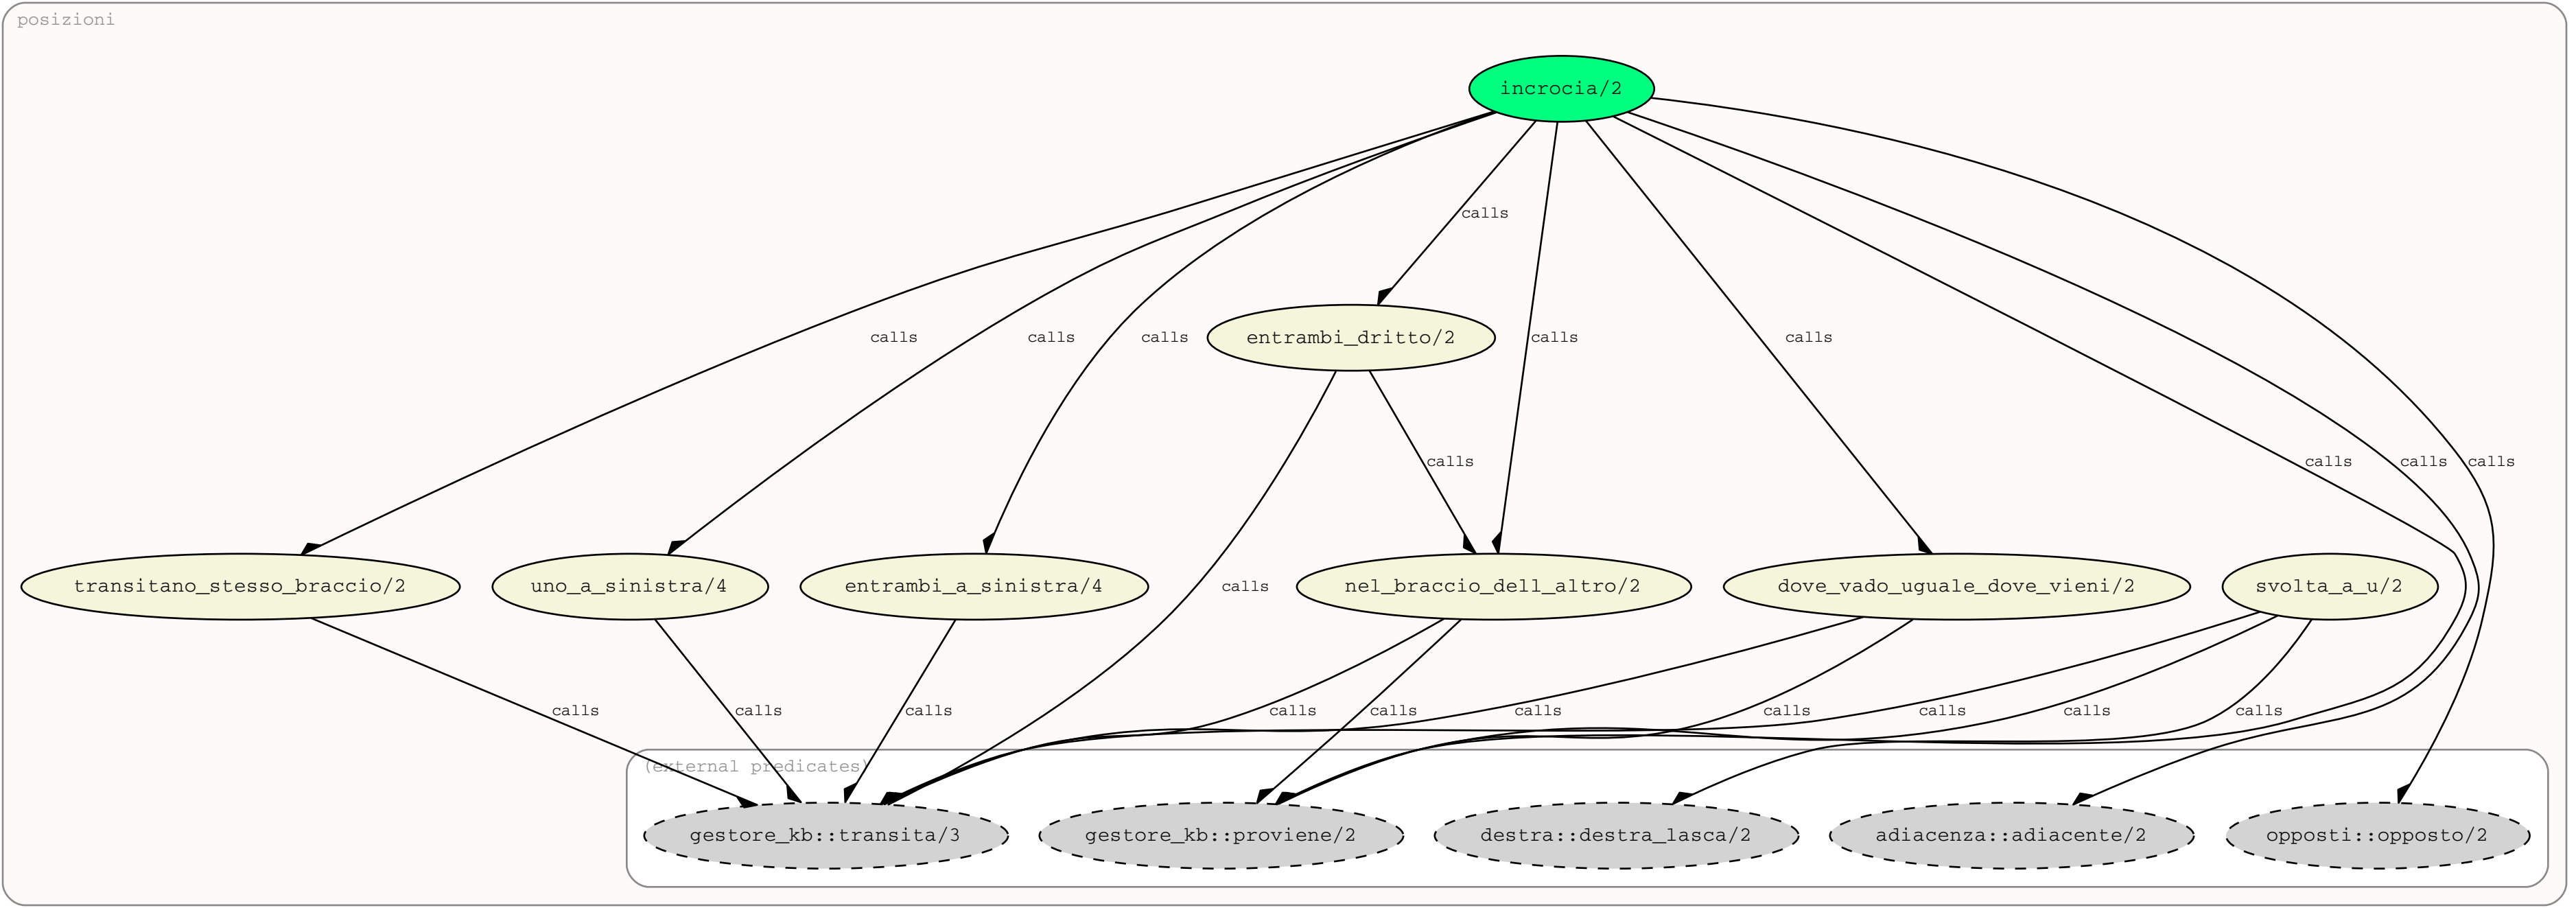 posizioni
incrocia/2
calls
entrambi_dritto/2
calls calls calls calls calls
calls calls calls calls
transitano_stesso_braccio/2 uno_a_sinistra/4 entrambi_a_sinistra/4 nel_braccio_dell_altro/2 dove_vado_uguale_dove_vieni/2 svolta_a_u/2
calls
calls calls calls calls calls calls calls calls calls calls
(external predicates)
gestore_kb::transita/3 gestore_kb::proviene/2 destra::destra_lasca/2 adiacenza::adiacente/2 opposti::opposto/2